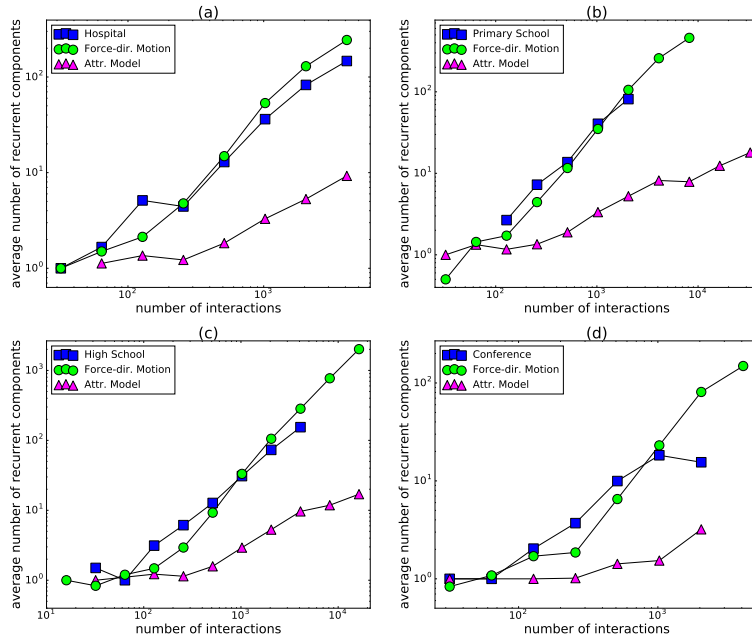 (a)
Hospital
Force-dir. Motion
Attr. Model
average number of recurrent components
10^2
10^1
10^0
10^2 10^3
number of interactions
(b)
Primary School
Force-dir. Motion
Attr. Model
average number of recurrent components
10^2
10^1
10^0
10^2 10^3 10^4
number of interactions
(c)
High School
Force-dir. Motion
Attr. Model
average number of recurrent components
10^3
10^2
10^1
10^0
10^1 10^2 10^3 10^4
number of interactions
(d)
Conference
Force-dir. Motion
Attr. Model
average number of recurrent components
10^2
10^1
10^0
10^2 10^3
number of interactions